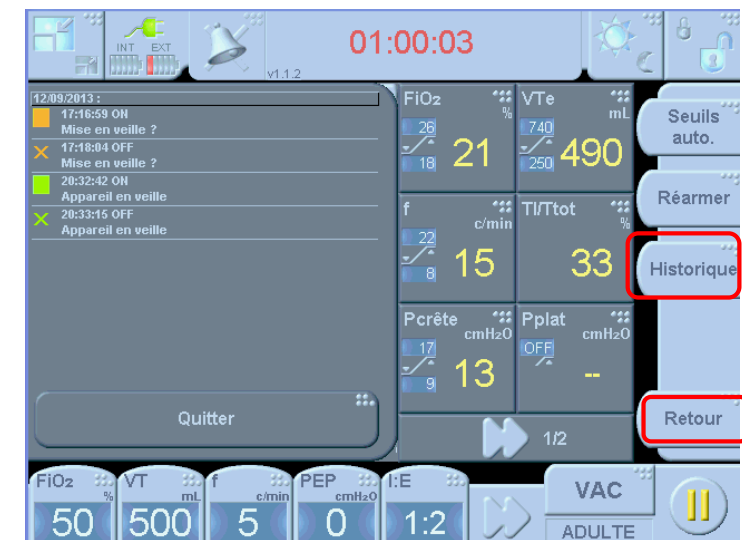 INT EXT
v1.1.2
01:00:03
12/09/2013 :
17:16:59 ON
Mise en veille ?
17:18:04 OFF
Mise en veille ?
20:32:42 ON
Appareil en veille
20:33:15 OFF
Appareil en veille
Quitter
FiO₂ %
26
18
21
VTe mL
740
250
490
f c/min
22
8
15
TI/Ttot %
33
Pcrête cmH₂O
17
9
13
Pplat cmH₂O
OFF
--
1/2
Seuils
auto.
Réarmer
Historique
Retour
FiO₂ %
50
VT mL
500
f c/min
5
PEP cmH₂O
0
I:E
1:2
VAC
ADULTE